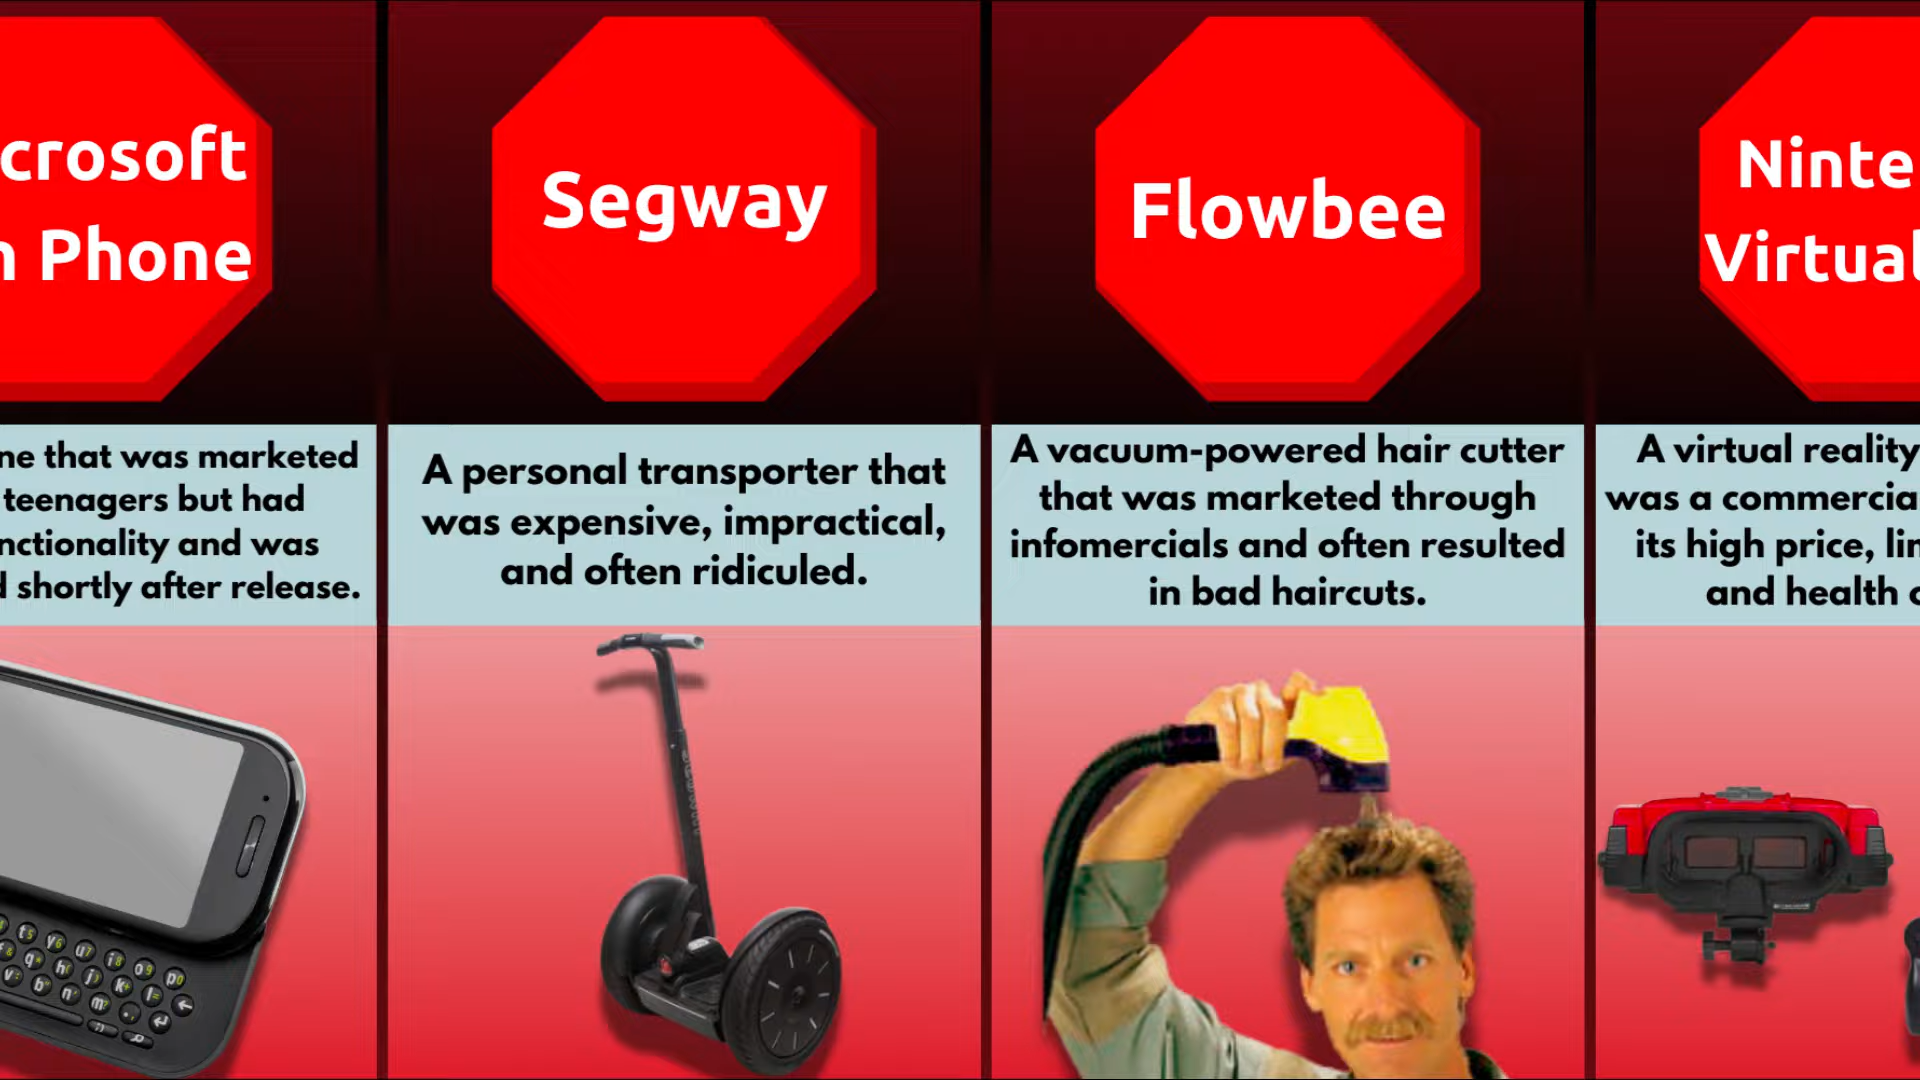 crosoft
n Phone
ne that was marketed
teenagers but had
nctionality and was
d shortly after release.
Segway
A personal transporter that
was expensive, impractical,
and often ridiculed.
Flowbee
A vacuum-powered hair cutter
that was marketed through
infomercials and often resulted
in bad haircuts.
Ninte
Virtual
A virtual reality
was a commercia
its high price, lin
and health c